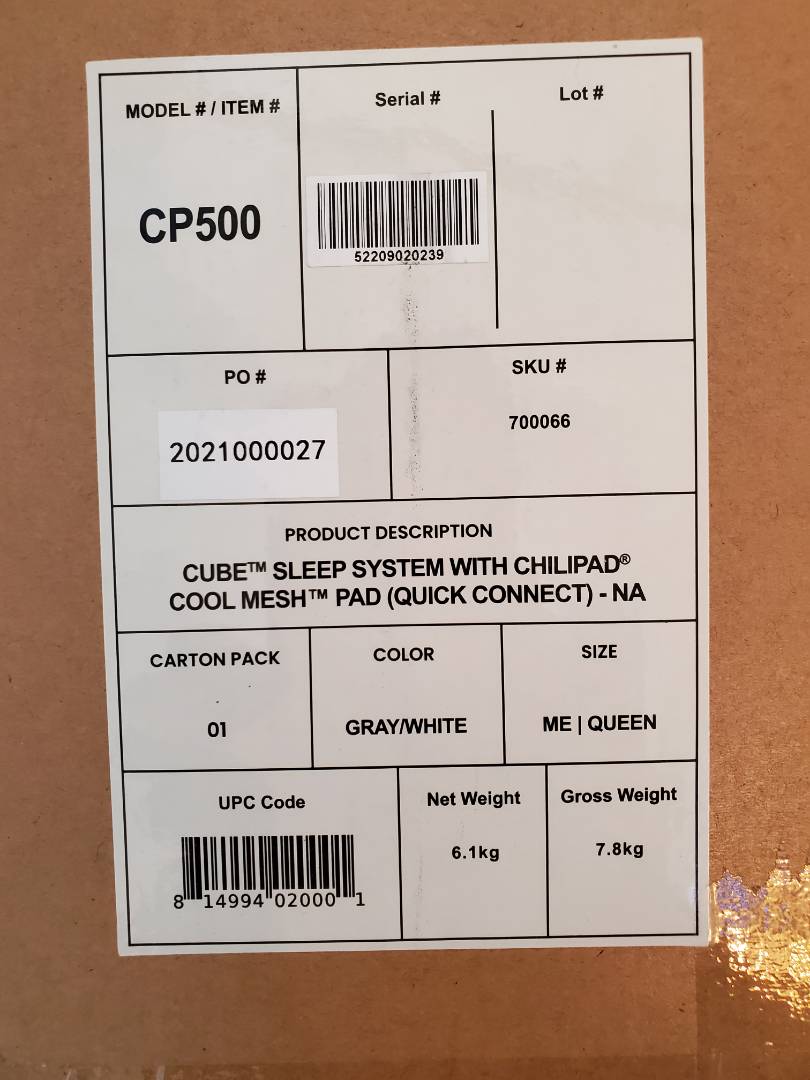 MODEL # / ITEM #
Serial #
Lot #
CP500
52209020239
PO #
SKU #
2021000027
700066
PRODUCT DESCRIPTION
CUBE™ SLEEP SYSTEM WITH CHILIPAD®
COOL MESH™ PAD (QUICK CONNECT) - NA
CARTON PACK
COLOR
SIZE
01
GRAY/WHITE
ME | QUEEN
UPC Code
Net Weight
Gross Weight
6.1kg
7.8kg
8 14994 02000 1